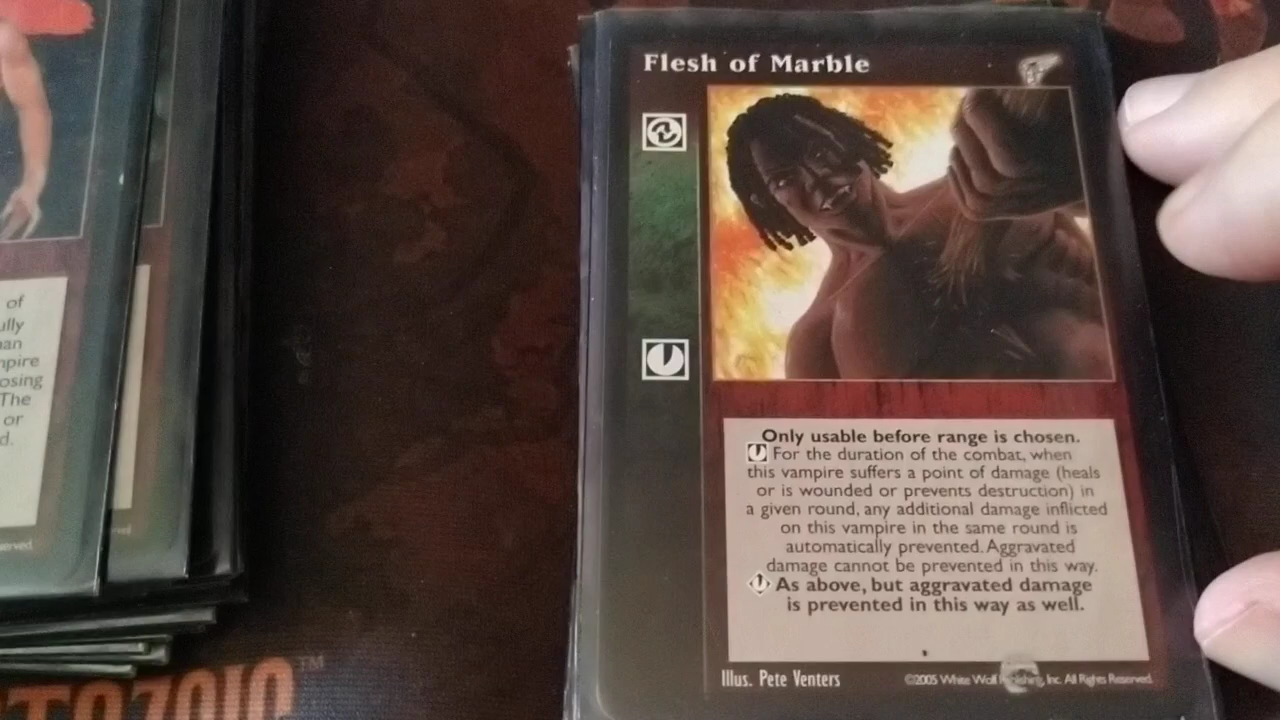 Flesh of Marble
Only usable before range is chosen.
For the duration of the combat, when
this vampire suffers a point of damage (heals
or is wounded or prevents destruction) in
a given round, any additional damage inflicted
on this vampire in the same round is
automatically prevented. Aggravated
damage cannot be prevented in this way.
As above, but aggravated damage
is prevented in this way as well.
Illus. Pete Venters
©2005 White Wolf Publishing, Inc. All Rights Reserved.
of
The
or